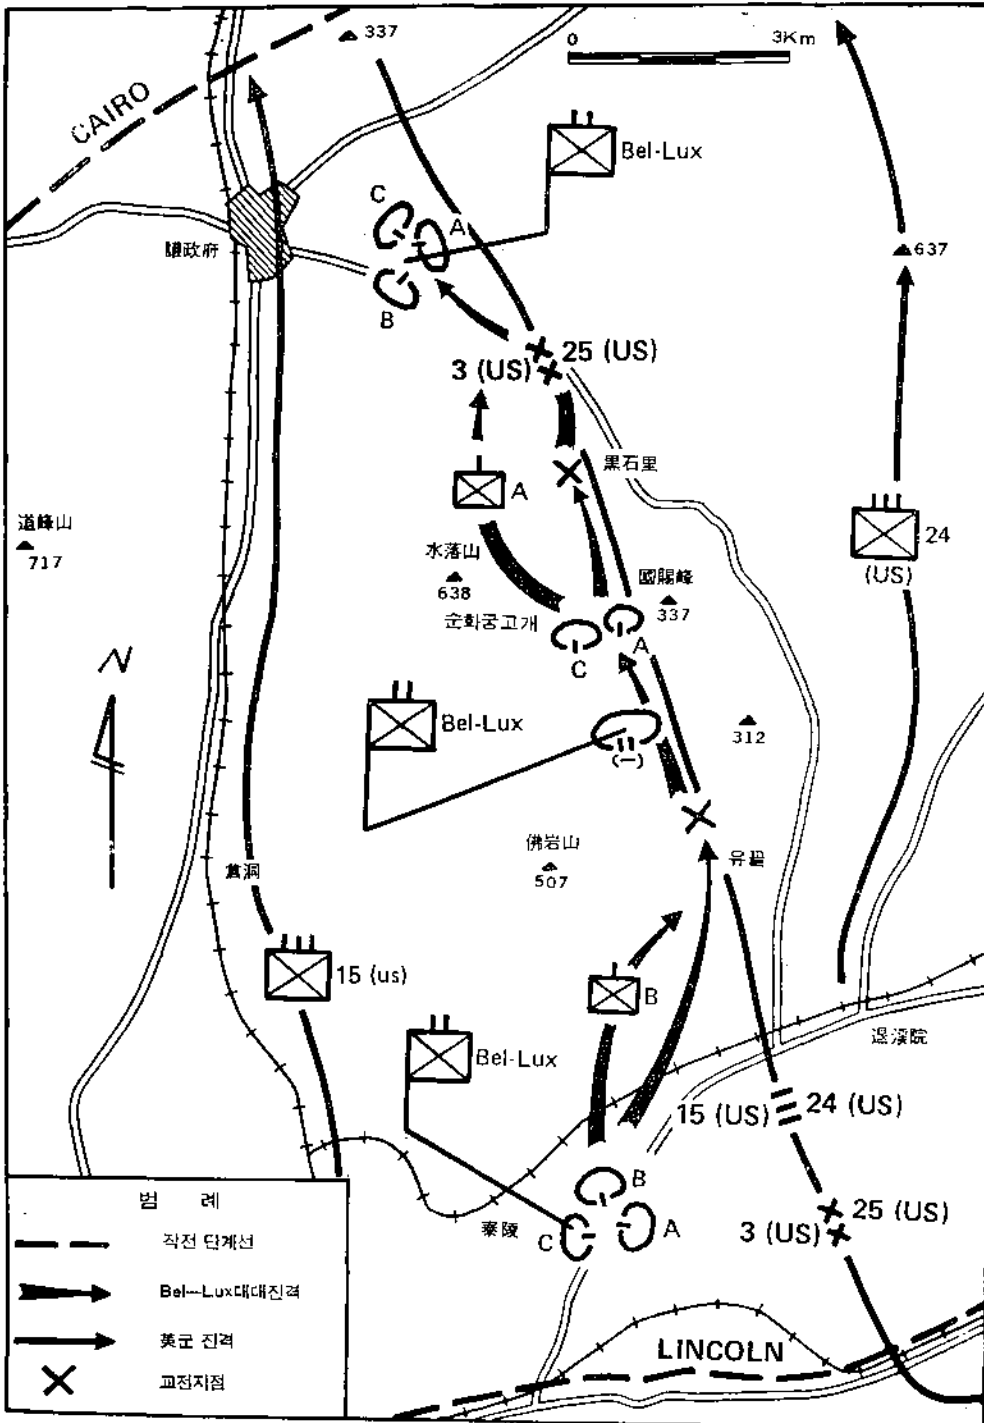 337
0 3Km
CAIRO
Bel-Lux
C
A
B
議政府
637
25 (US)
3 (US)
黒石里
A
道峰山
717
水落山
638
24
(US)
國賜峰
337
순화궁고개
A
C
Bel-Lux
312
(一)
佛岩山
507
倉洞
15 (us)
B
Bel-Lux
退溪院
15 (US)
24 (US)
B
泰陵
C
A
25 (US)
3 (US)
LINCOLN
N
범 례
작전 단계선
Bel-Lux대대진격
美군 진격
교전지점